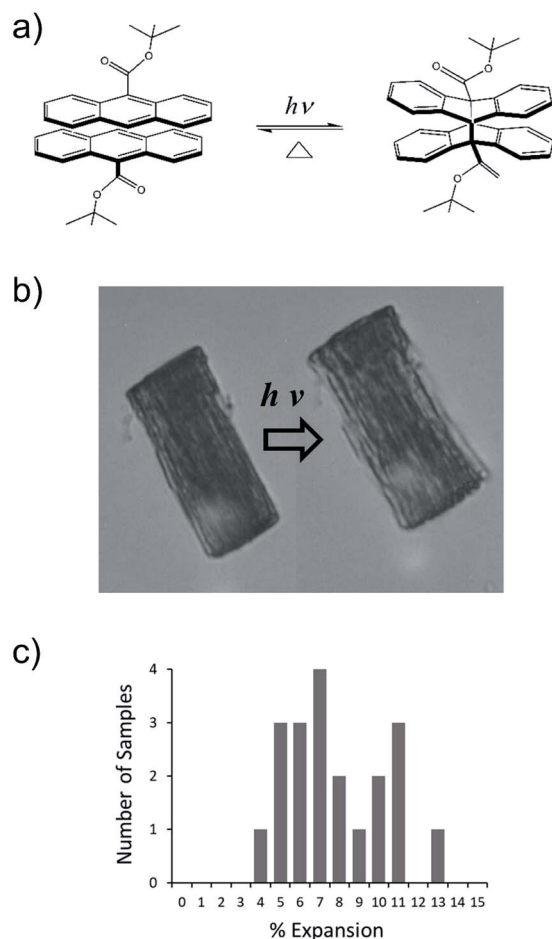 a)
O
O
hν
△
O
O
O
O
O
b)
h ν
c)
Number of Samples
4
3
2
1
0
0 1 2 3 4 5 6 7 8 9 10 11 12 13 14 15
% Expansion